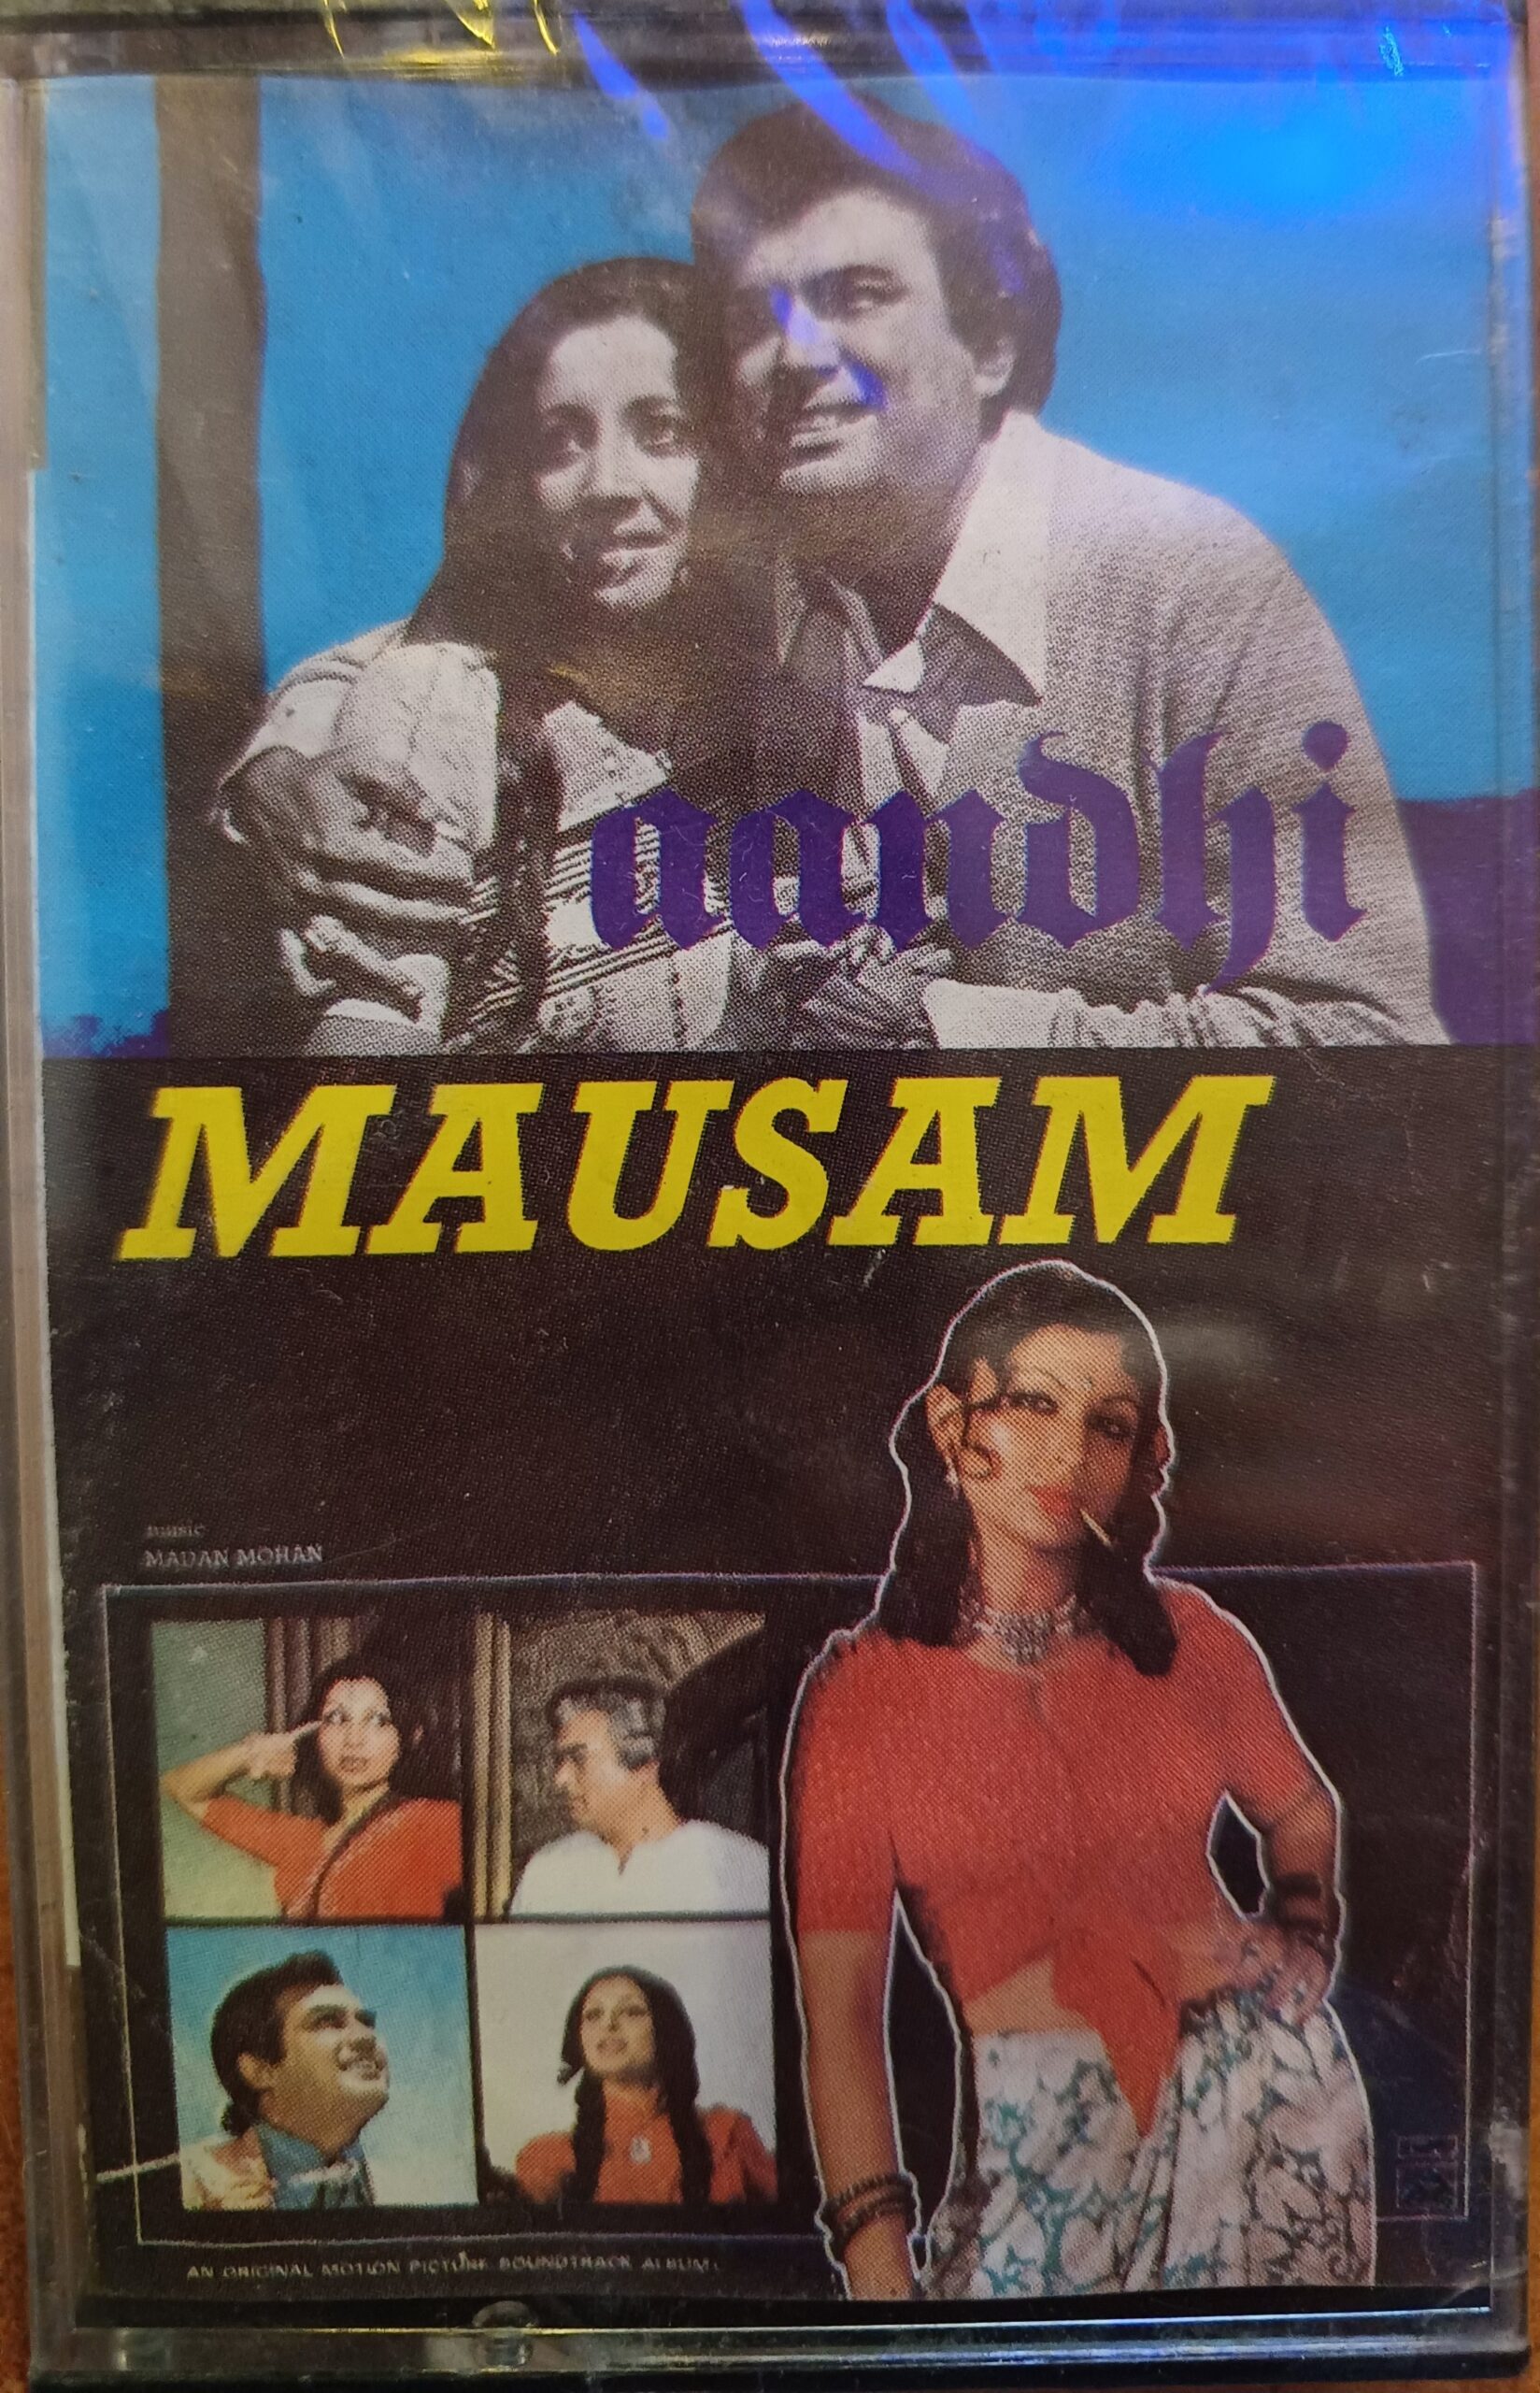 aandhi
MAUSAM
music
MADAN MOHAN
AN ORIGINAL MOTION PICTURE SOUNDTRACK ALBUM